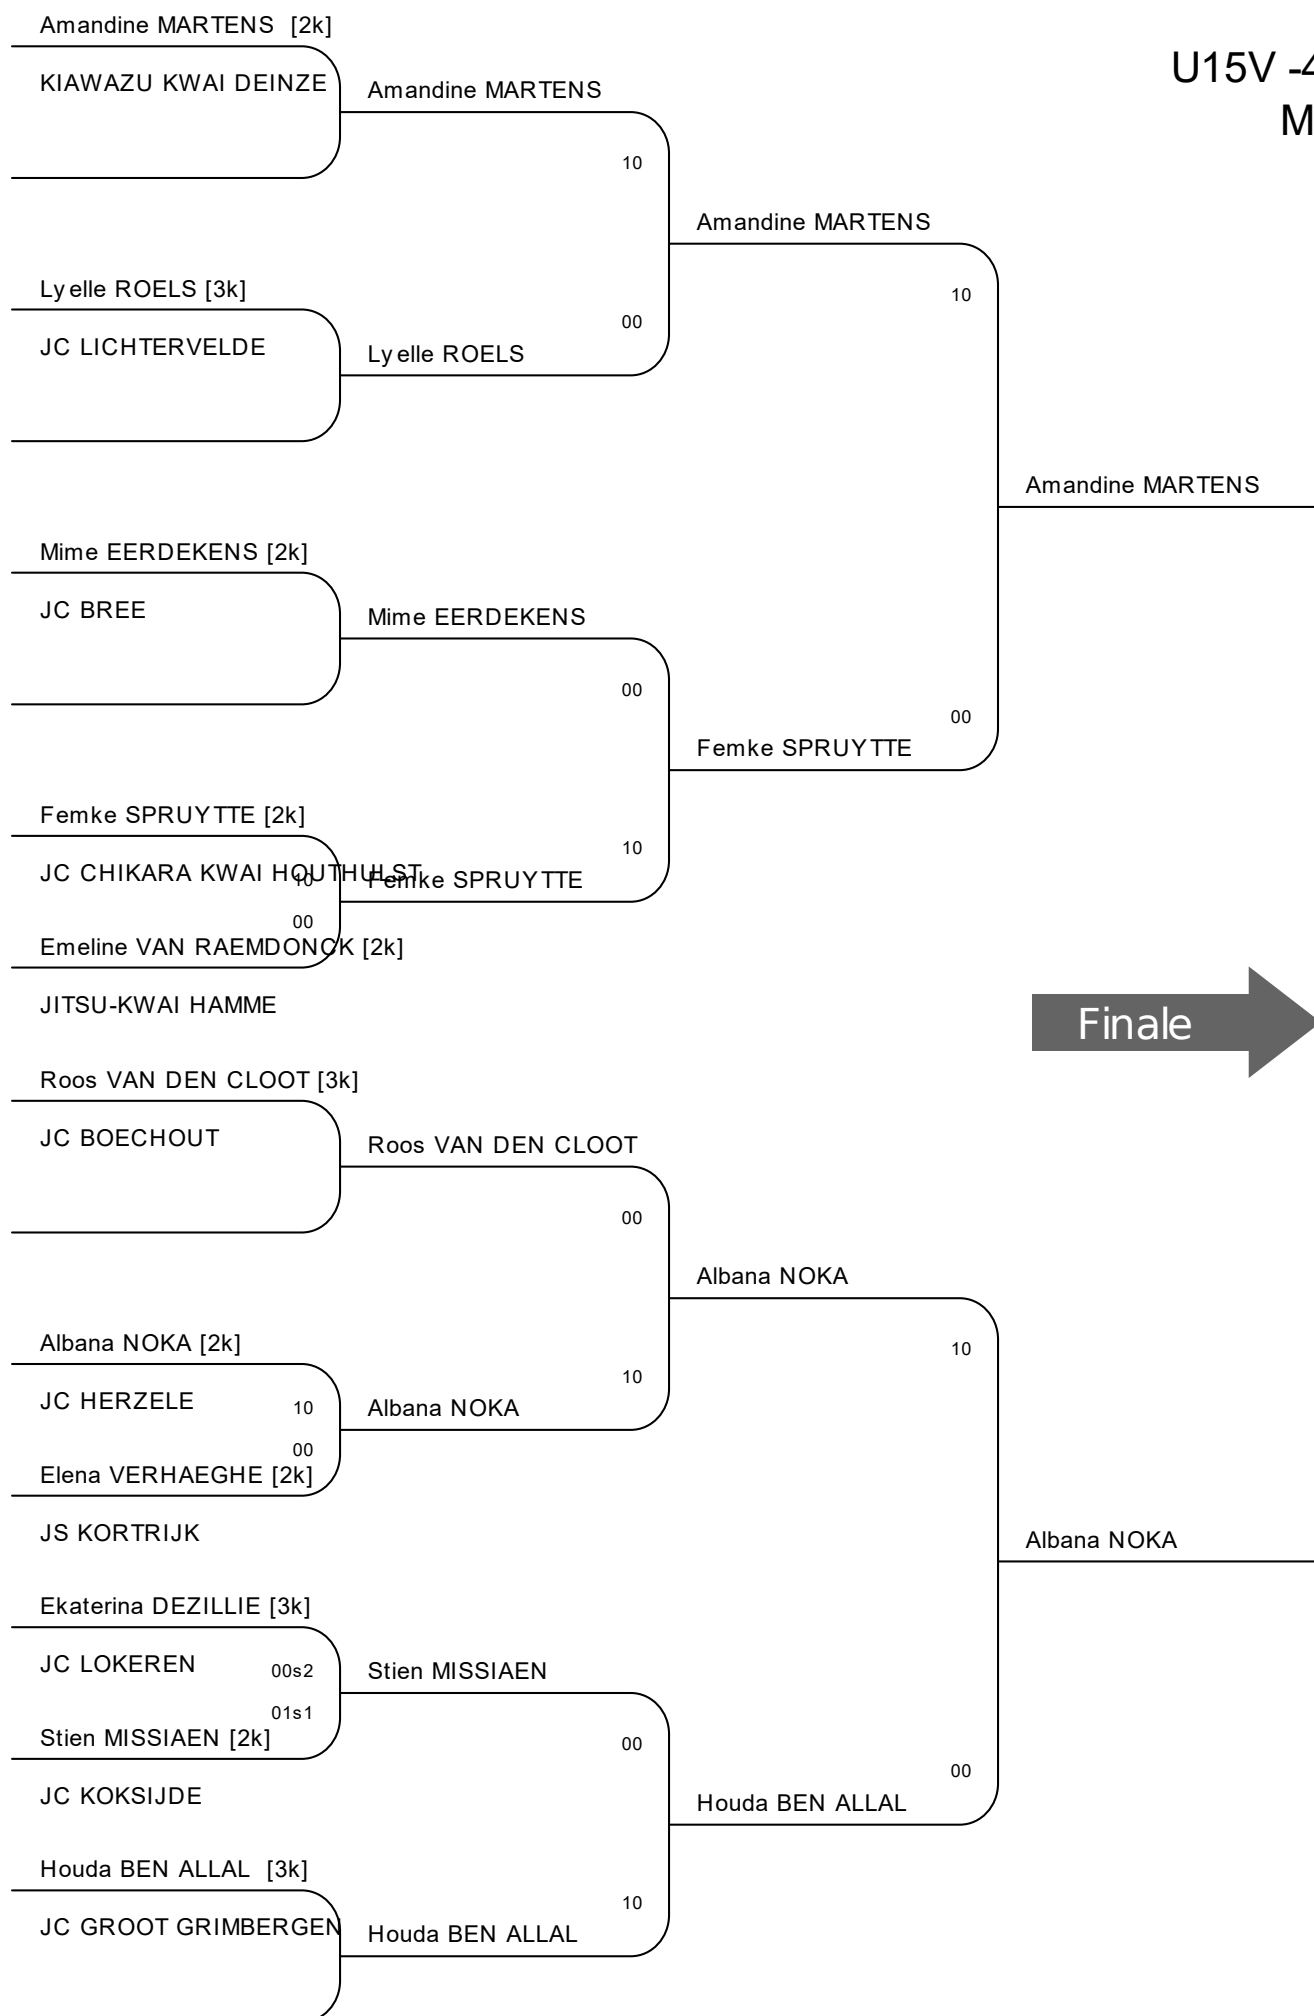 Amandine MARTENS [2k]
KIAWAZU KWAI DEINZE
Amandine MARTENS
U15V -4
M
10
Amandine MARTENS
10
Lyelle ROELS [3k]
00
JC LICHTERVELDE
Lyelle ROELS
Amandine MARTENS
Mime EERDEKENS [2k]
JC BREE
Mime EERDEKENS
00
00
Femke SPRUYTTE
Femke SPRUYTTE [2k]
10
JC CHIKARA KWAI HOUTHULST
10
Femke SPRUYTTE
00
Emeline VAN RAEMDONCK [2k]
JITSU-KWAI HAMME
Finale
Roos VAN DEN CLOOT [3k]
JC BOECHOUT
Roos VAN DEN CLOOT
00
Albana NOKA
Albana NOKA [2k]
10
10
JC HERZELE
10
Albana NOKA
00
Elena VERHAEGHE [2k]
JS KORTRIJK
Albana NOKA
Ekaterina DEZILLIE [3k]
JC LOKEREN
00s2
Stien MISSIAEN
01s1
Stien MISSIAEN [2k]
00
00
JC KOKSIJDE
Houda BEN ALLAL
Houda BEN ALLAL [3k]
10
JC GROOT GRIMBERGEN
Houda BEN ALLAL